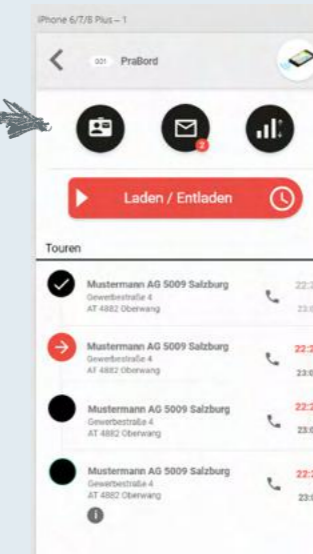 iPhone 6/7/8 Plus – 1
001 PraBord
2
Laden / Entladen
Touren
Mustermann AG 5009 Salzburg
Gewerbestraße 4
AT 4882 Oberwang
Mustermann AG 5009 Salzburg
Gewerbestraße 4
AT 4882 Oberwang
Mustermann AG 5009 Salzburg
Gewerbestraße 4
AT 4882 Oberwang
Mustermann AG 5009 Salzburg
Gewerbestraße 4
AT 4882 Oberwang